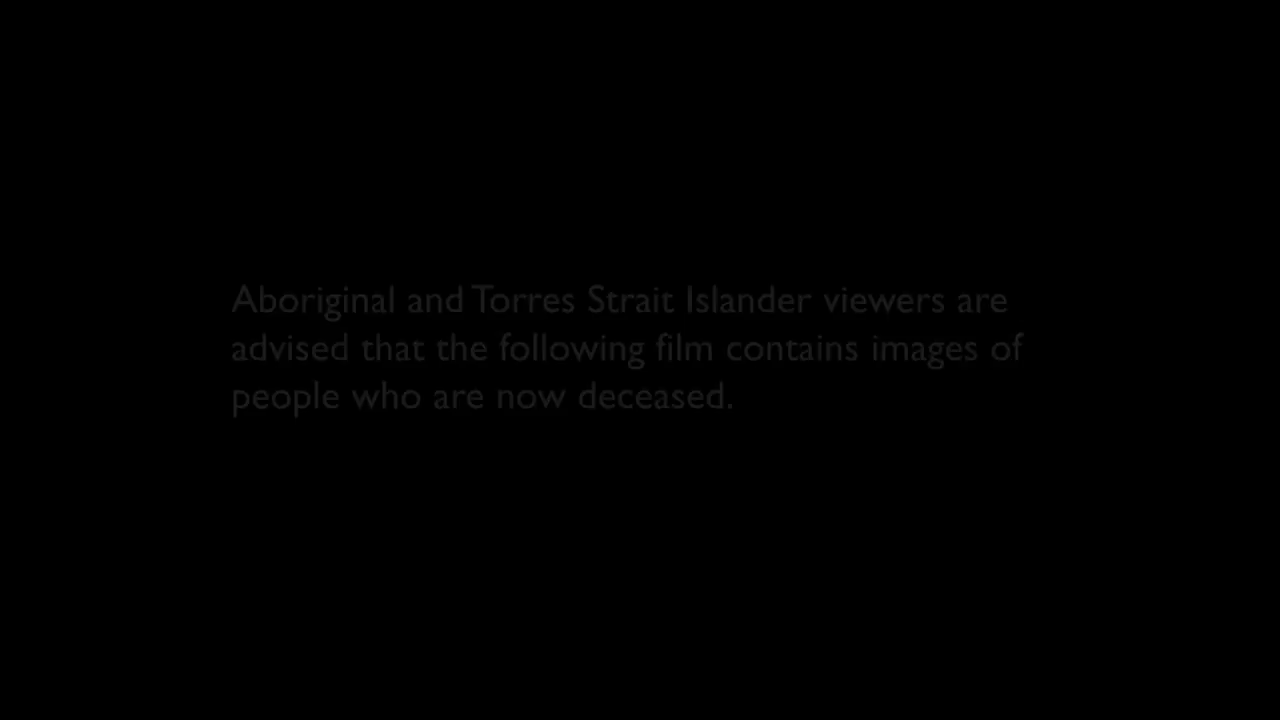 Aboriginal and Torres Strait Islander viewers are
advised that the following film contains images of
people who are now deceased.